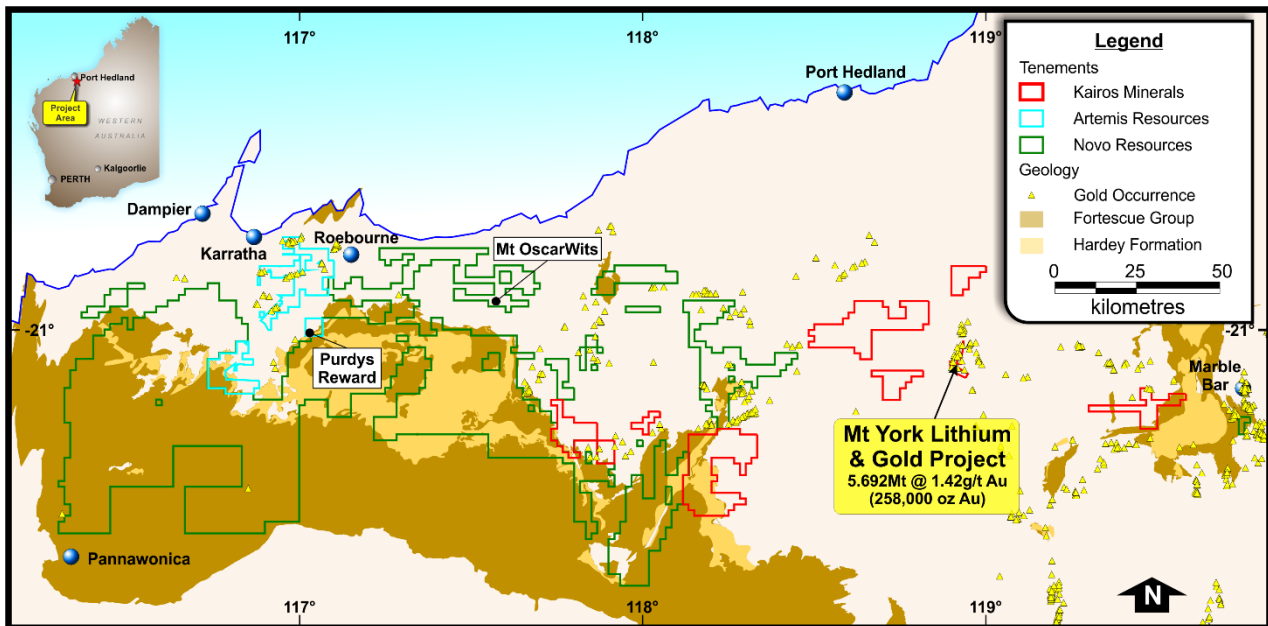 117°
118°
119°
Port Hedland
Project
Area
WESTERN
AUSTRALIA
Kalgoorlie
PERTH
Port Hedland
Legend
Tenements
Kairos Minerals
Artemis Resources
Novo Resources
Geology
Gold Occurrence
Fortescue Group
Hardey Formation
0 25 50
kilometres
Dampier
Karratha
Roebourne
Mt OscarWits
-21°
-21°
Purdys
Reward
Marble
Bar
Mt York Lithium
& Gold Project
5.692Mt @ 1.42g/t Au
(258,000 oz Au)
Pannawonica
117°
118°
119°
N